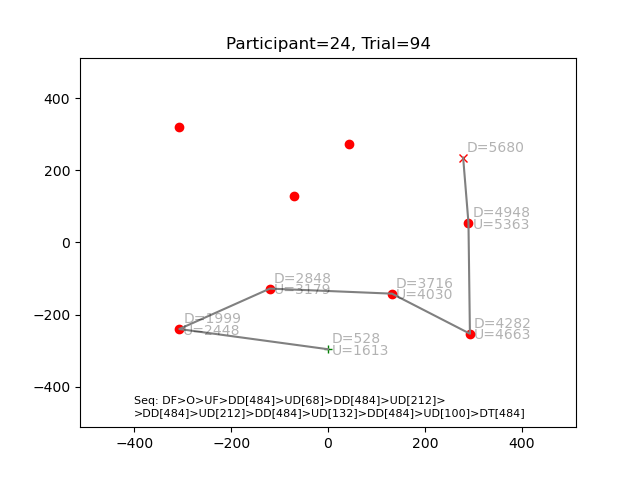 Participant=24, Trial=94
400
200
0
−200
−400
−400
−200
0
200
400
D=5680
D=4948
U=5363
D=2848
U=3179
D=3716
U=4030
D=1999
U=2448
D=4282
U=4663
D=528
U=1613
Seq: DF>O>UF>DD[484]>UD[68]>DD[484]>UD[212]>
>DD[484]>UD[212]>DD[484]>UD[132]>DD[484]>UD[100]>DT[484]